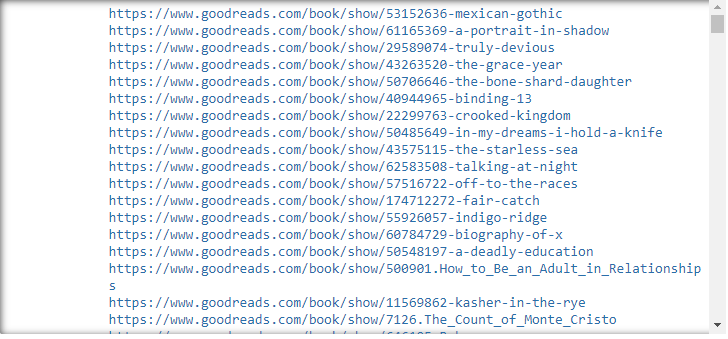 https://www.goodreads.com/book/show/53152636-mexican-gothic
https://www.goodreads.com/book/show/61165369-a-portrait-in-shadow
https://www.goodreads.com/book/show/29589074-truly-devious
https://www.goodreads.com/book/show/43263520-the-grace-year
https://www.goodreads.com/book/show/50706646-the-bone-shard-daughter
https://www.goodreads.com/book/show/40944965-binding-13
https://www.goodreads.com/book/show/22299763-crooked-kingdom
https://www.goodreads.com/book/show/50485649-in-my-dreams-i-hold-a-knife
https://www.goodreads.com/book/show/43575115-the-starless-sea
https://www.goodreads.com/book/show/62583508-talking-at-night
https://www.goodreads.com/book/show/57516722-off-to-the-races
https://www.goodreads.com/book/show/174712272-fair-catch
https://www.goodreads.com/book/show/55926057-indigo-ridge
https://www.goodreads.com/book/show/60784729-biography-of-x
https://www.goodreads.com/book/show/50548197-a-deadly-education
https://www.goodreads.com/book/show/500901.How_to_Be_an_Adult_in_Relationship
s
https://www.goodreads.com/book/show/11569862-kasher-in-the-rye
https://www.goodreads.com/book/show/7126.The_Count_of_Monte_Cristo